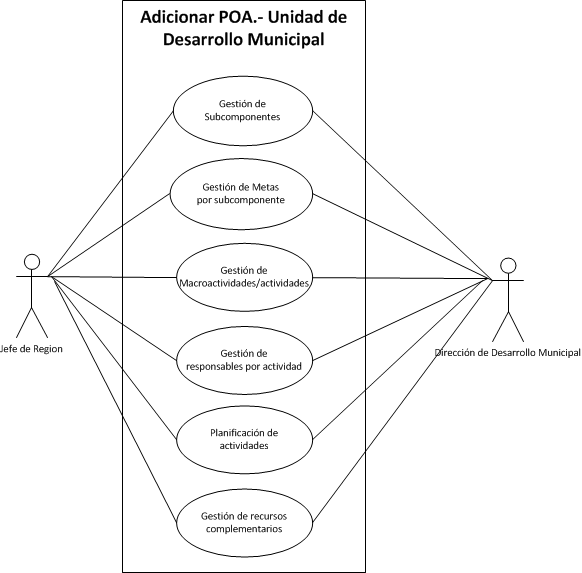 Adicionar POA.- Unidad de
Desarrollo Municipal
Gestión de
Subcomponentes
Gestión de Metas
por subcomponente
Gestión de
Macroactividades/actividades
Gestión de
responsables por actividad
Planificación de
actividades
Gestión de recursos
complementarios
Jefe de Region
Dirección de Desarrollo Municipal